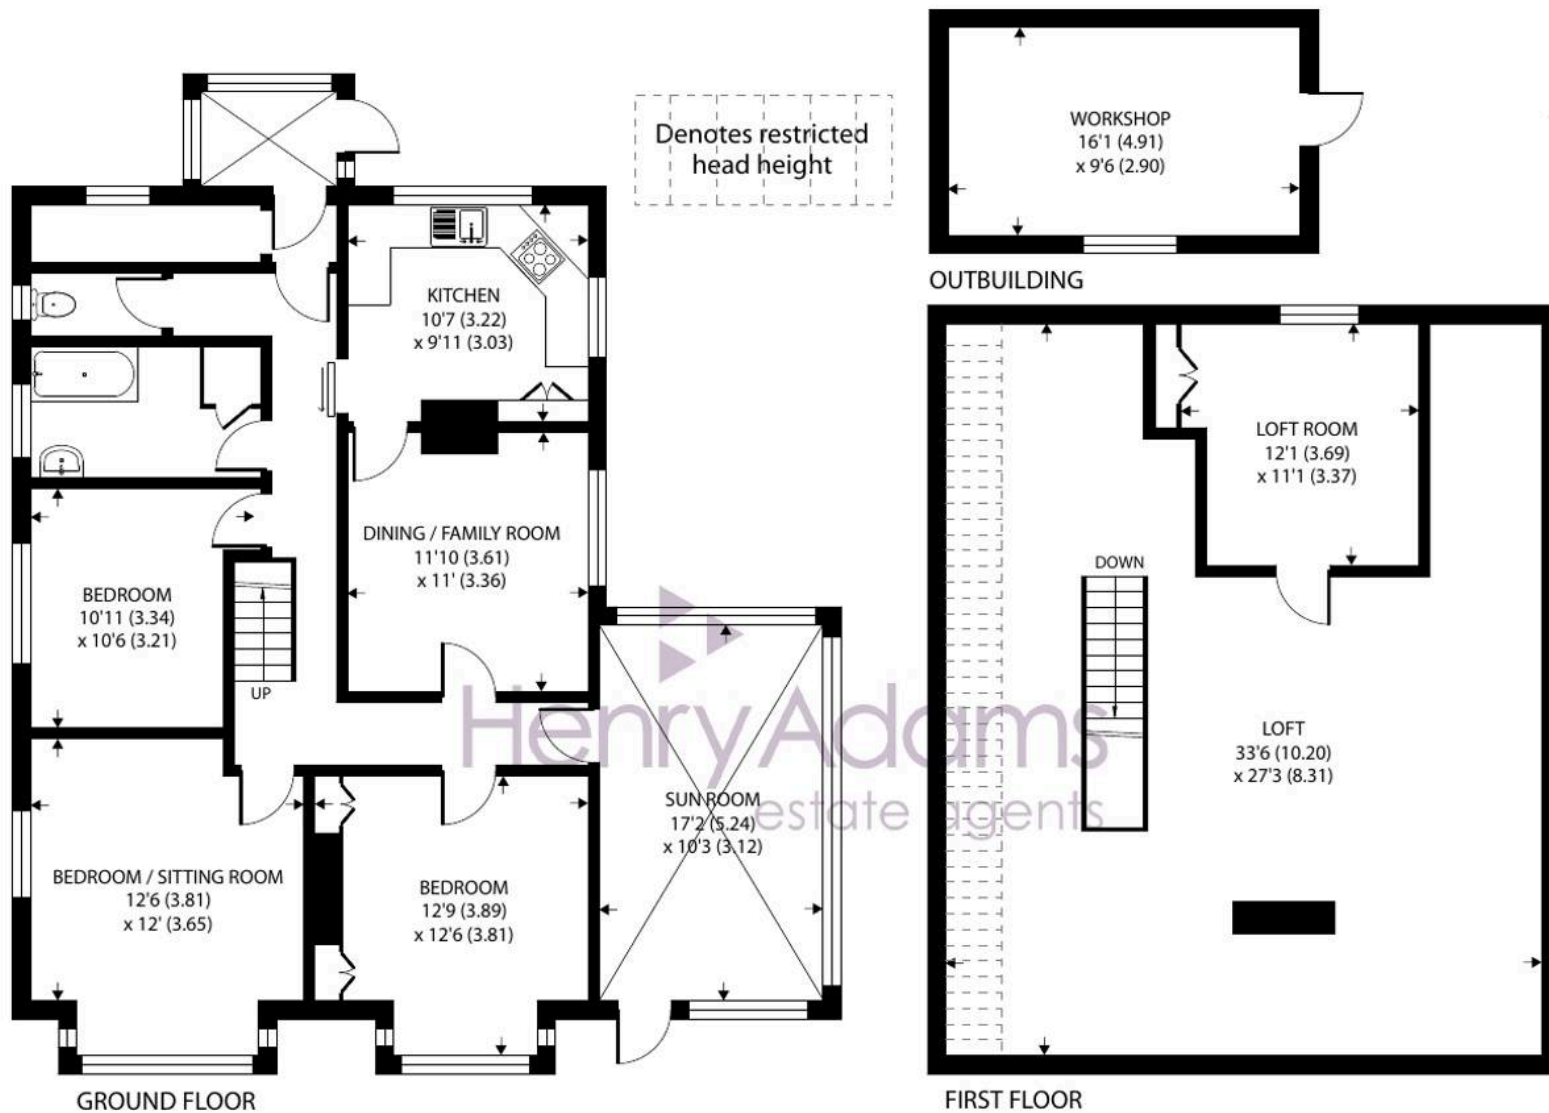 Denotes restricted
head height
WORKSHOP
16'1 (4.91)
x 9'6 (2.90)
OUTBUILDING
KITCHEN
10'7 (3.22)
x 9'11 (3.03)
DINING / FAMILY ROOM
11'10 (3.61)
x 11' (3.36)
BEDROOM
10'11 (3.34)
x 10'6 (3.21)
UP
BEDROOM / SITTING ROOM
12'6 (3.81)
x 12' (3.65)
BEDROOM
12'9 (3.89)
x 12'6 (3.81)
SUN ROOM
17'2 (5.24)
x 10'3 (3.12)
HenryAdams
estate agents
GROUND FLOOR
LOFT ROOM
12'1 (3.69)
x 11'1 (3.37)
DOWN
LOFT
33'6 (10.20)
x 27'3 (8.31)
FIRST FLOOR